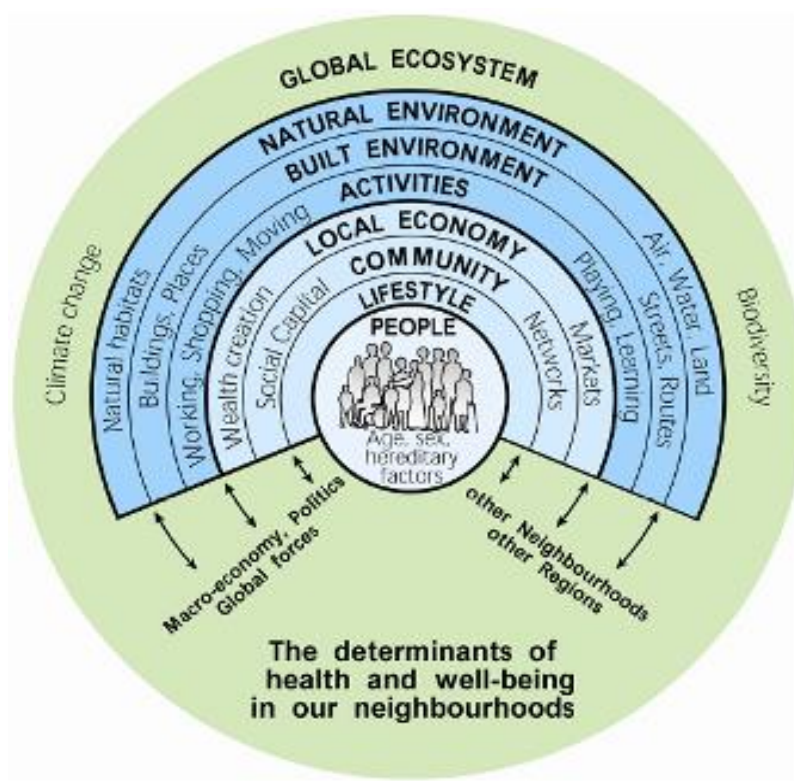 GLOBAL ECOSYSTEM
NATURAL ENVIRONMENT
BUILT ENVIRONMENT
ACTIVITIES
LOCAL ECONOMY
COMMUNITY
LIFESTYLE
PEOPLE
Age, sex,
hereditary
factors
Climate change
Natural habitats
Buildings, Places
Working, Shopping, Moving
Wealth creation
Social Capital
Networks
Markets
Playing, Learning
Streets, Routes
Air, Water, Land
Biodiversity
Macro-economy, Politics
Global forces
other Neighbourhoods
other Regions
The determinants of
health and well-being
in our neighbourhoods